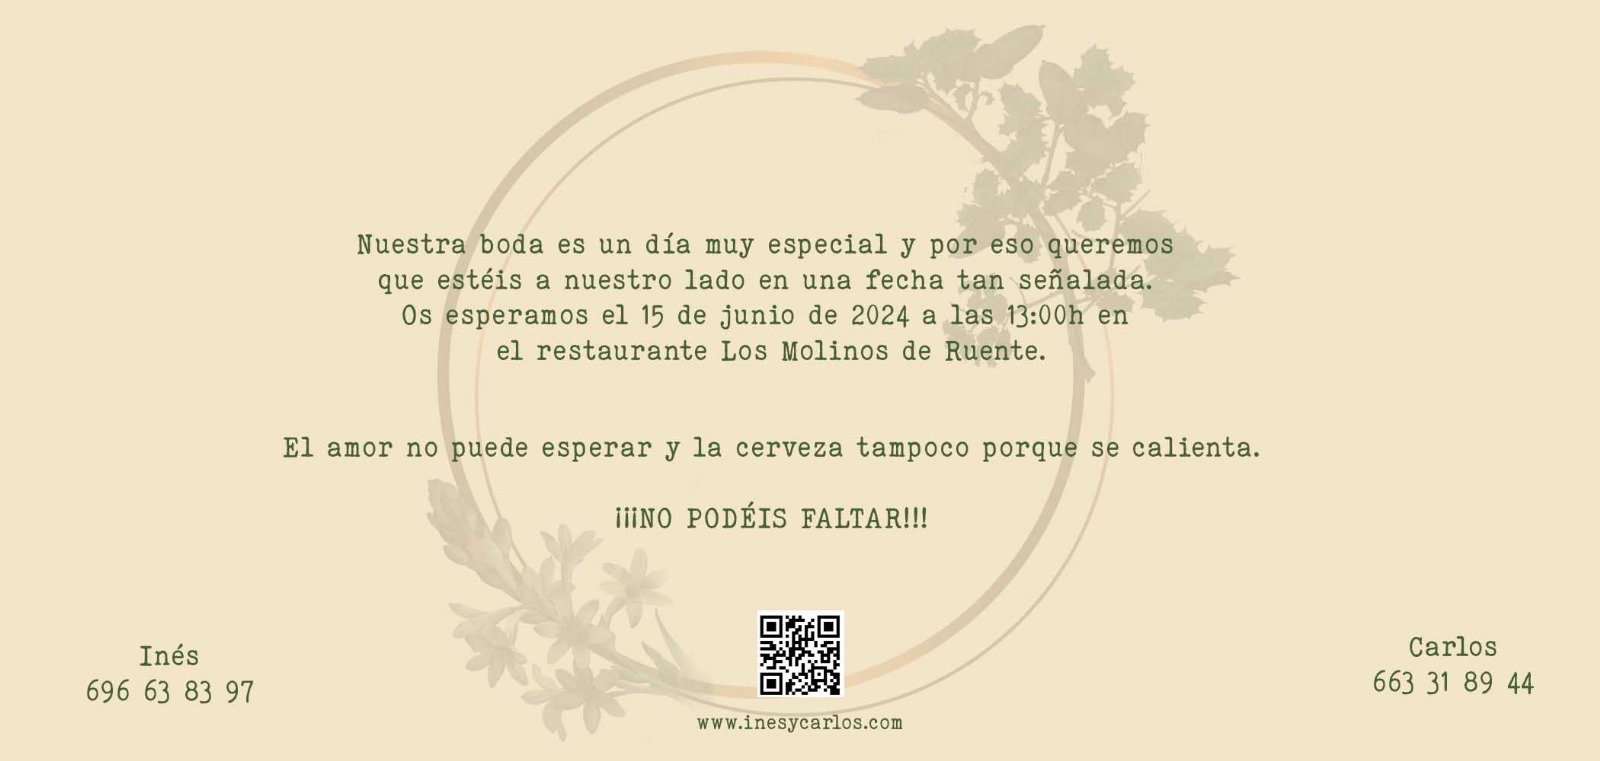 Nuestra boda es un día muy especial y por eso queremos
que estéis a nuestro lado en una fecha tan señalada.
Os esperamos el 15 de junio de 2024 a las 13:00h en
el restaurante Los Molinos de Ruente.
El amor no puede esperar y la cerveza tampoco porque se calienta.
¡¡¡NO PODÉIS FALTAR!!!
Inés
696 63 83 97
Carlos
663 31 89 44
www.inesycarlos.com